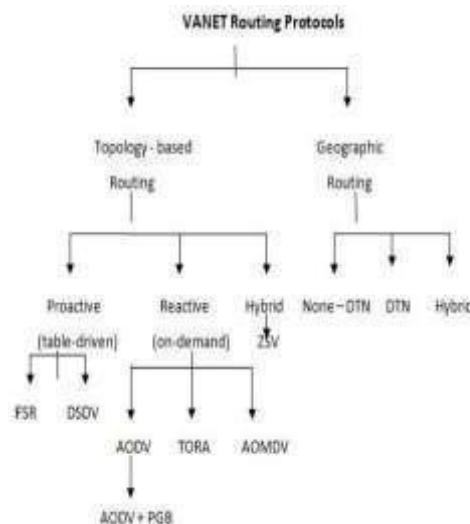 VANET Routing Protocols
Topology - based
Routing
Geographic
Routing
Proactive
(table-driven)
Reactive
(on-demand)
Hybrid
ZSV
None – DTN
DTN
Hybrid
FSR
DSDV
AODV
TORA
AOMDV
AODV + PGB